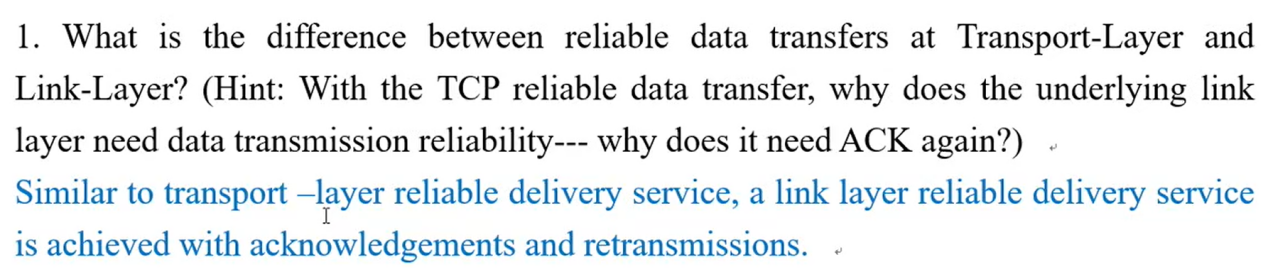 1. What is the difference between reliable data transfers at Transport-Layer and
Link-Layer? (Hint: With the TCP reliable data transfer, why does the underlying link
layer need data transmission reliability--- why does it need ACK again?)
Similar to transport –layer reliable delivery service, a link layer reliable delivery service
is achieved with acknowledgements and retransmissions.